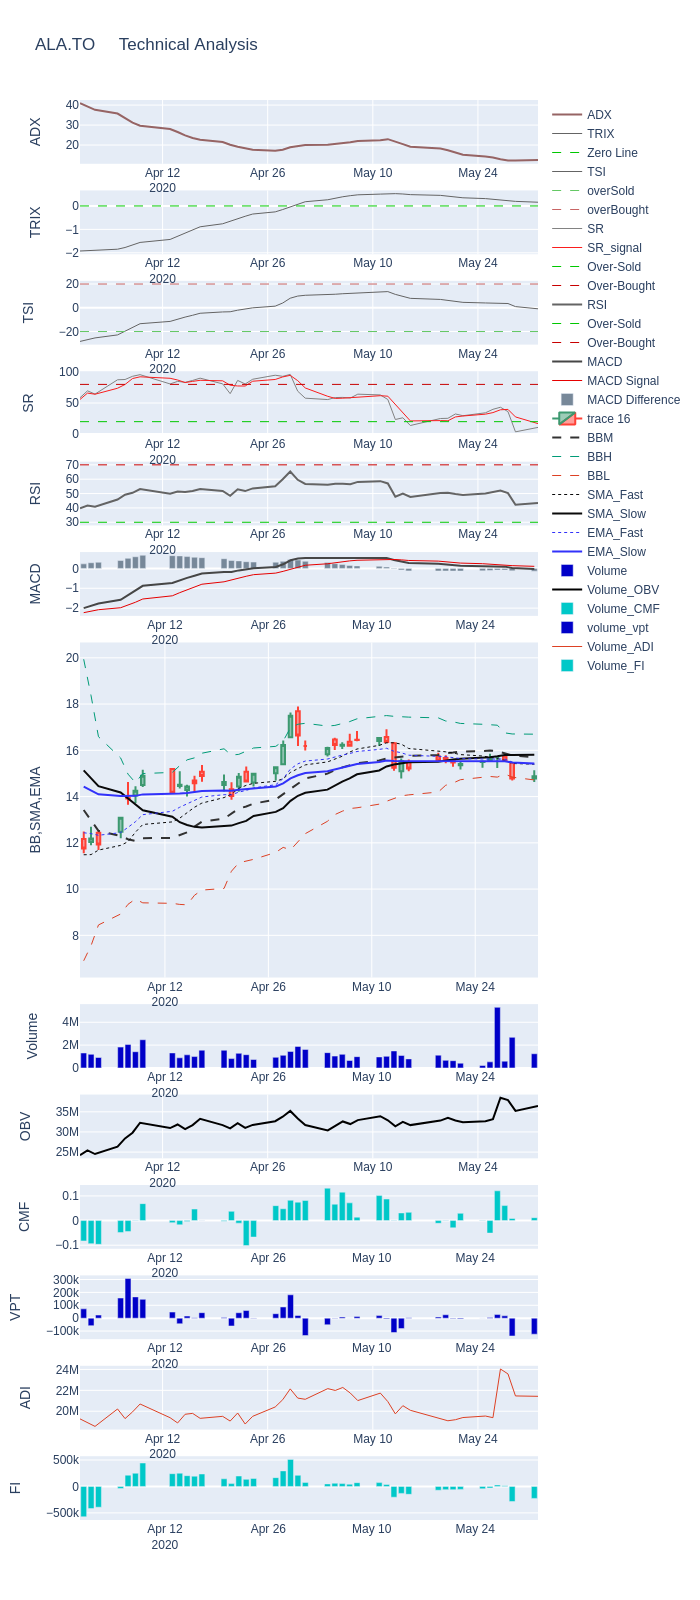 ALA.TO Technical Analysis
ADX
40
30
20
Apr 12
2020
Apr 26
May 10
May 24
TRIX
0
−1
−2
Apr 12
2020
Apr 26
May 10
May 24
TSI
20
0
−20
Apr 12
2020
Apr 26
May 10
May 24
SR
100
50
0
Apr 12
2020
Apr 26
May 10
May 24
RSI
70
60
50
40
30
Apr 12
2020
Apr 26
May 10
May 24
MACD
0
−1
−2
Apr 12
2020
Apr 26
May 10
May 24
BB,SMA,EMA
20
18
16
14
12
10
8
Apr 12
2020
Apr 26
May 10
May 24
Volume
4M
2M
0
Apr 12
2020
Apr 26
May 10
May 24
OBV
35M
30M
25M
Apr 12
2020
Apr 26
May 10
May 24
CMF
0.1
0
−0.1
Apr 12
2020
Apr 26
May 10
May 24
VPT
300k
200k
100k
0
−100k
Apr 12
2020
Apr 26
May 10
May 24
ADI
24M
22M
20M
Apr 12
2020
Apr 26
May 10
May 24
FI
500k
0
−500k
Apr 12
2020
Apr 26
May 10
May 24
ADX
TRIX
Zero Line
TSI
overSold
overBought
SR
SR_signal
Over-Sold
Over-Bought
RSI
Over-Sold
Over-Bought
MACD
MACD Signal
MACD Difference
trace 16
BBM
BBH
BBL
SMA_Fast
SMA_Slow
EMA_Fast
EMA_Slow
Volume
Volume_OBV
Volume_CMF
volume_vpt
Volume_ADI
Volume_FI